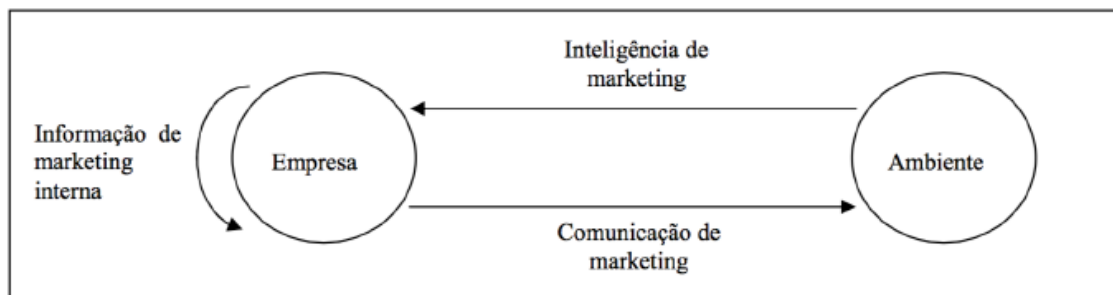 Inteligência de
marketing
Informação de
marketing
interna
Empresa
Ambiente
Comunicação de
marketing